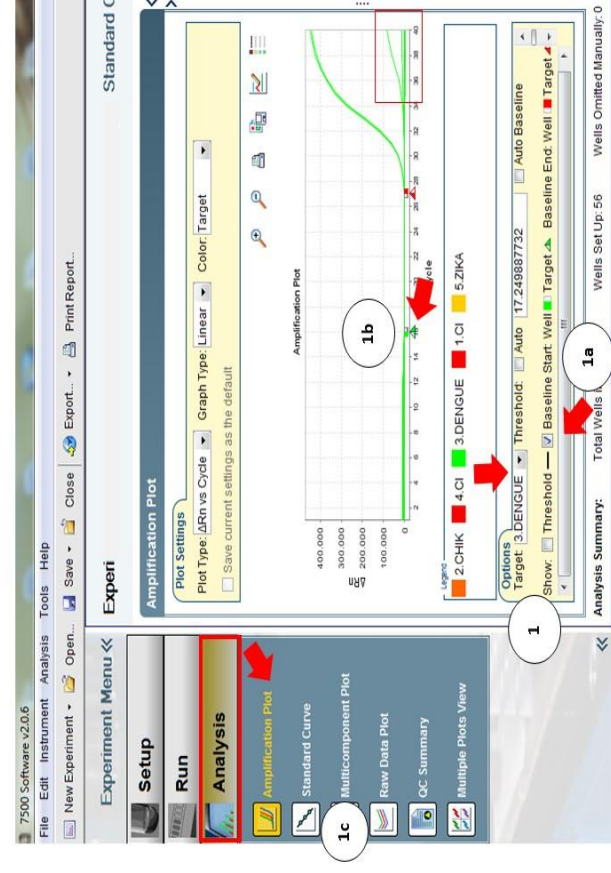 7500 Software v2.0.6
File Edit Instrument Analysis Tools Help
New Experiment Open... Save Close Export... Print Report...
Experiment Menu «
Experi
Standard C
Setup
Run
Analysis
Amplification Plot
Standard Curve
Multicomponent Plot
Raw Data Plot
QC Summary
Multiple Plots View
1c
Amplification Plot
Plot Settings
Plot Type: ΔRn vs Cycle Graph Type: Linear Color: Target
Save current settings as the default
Amplification Plot
400.000
300.000
200.000
100.000
0
ΔRn
2 4 6 8 10 12 14 22 24 26 28 30 32 34 36 38 40
ycle
1b
Legend
2.CHIK 4.CI 3.DENGUE 1.CI 5.ZIKA
Options
Target: 3.DENGUE Threshold: Auto 17.249887732 Auto Baseline
Show: Threshold Baseline Start: Well Target Baseline End: Well Target
1
1a
Analysis Summary: Total Wells Wells Set Up: 56 Wells Omitted Manually: 0